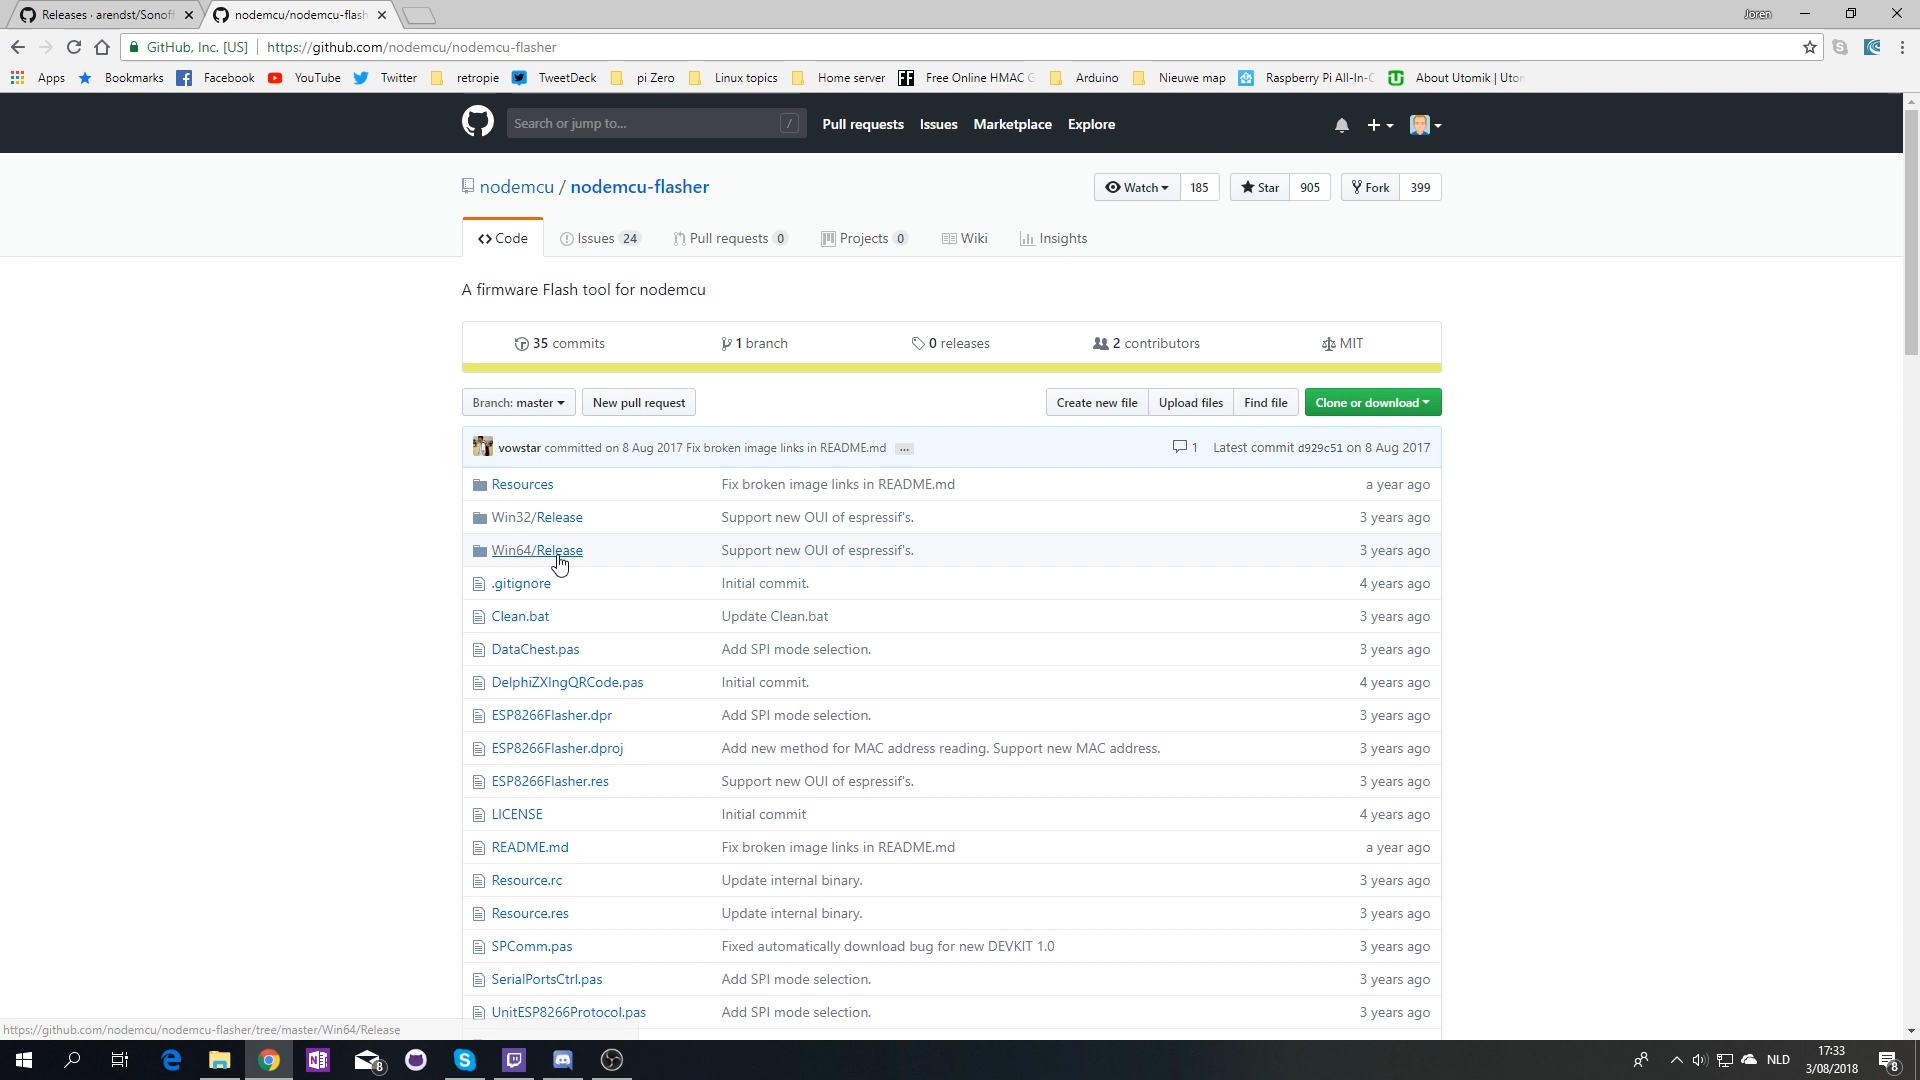 Releases · arendst/Sonoff
nodemcu/nodemcu-flash
Joren
GitHub, Inc. [US] https://github.com/nodemcu/nodemcu-flasher
Apps Bookmarks Facebook YouTube Twitter retropie TweetDeck pi Zero Linux topics Home server Free Online HMAC G Arduino Nieuwe map Raspberry Pi All-In-C About Utomik | Uton
Search or jump to... / Pull requests Issues Marketplace Explore
nodemcu / nodemcu-flasher
Watch 185 Star 905 Fork 399
Code Issues 24 Pull requests 0 Projects 0 Wiki Insights
A firmware Flash tool for nodemcu
35 commits 1 branch 0 releases 2 contributors MIT
Branch: master New pull request Create new file Upload files Find file Clone or download
vowstar committed on 8 Aug 2017 Fix broken image links in README.md ... 1 Latest commit d929c51 on 8 Aug 2017
Resources Fix broken image links in README.md a year ago
Win32/Release Support new OUI of espressif's. 3 years ago
Win64/Release Support new OUI of espressif's. 3 years ago
.gitignore Initial commit. 4 years ago
Clean.bat Update Clean.bat 3 years ago
DataChest.pas Add SPI mode selection. 3 years ago
DelphiZXIngQRCode.pas Initial commit. 4 years ago
ESP8266Flasher.dpr Add SPI mode selection. 3 years ago
ESP8266Flasher.dproj Add new method for MAC address reading. Support new MAC address. 3 years ago
ESP8266Flasher.res Support new OUI of espressif's. 3 years ago
LICENSE Initial commit 4 years ago
README.md Fix broken image links in README.md a year ago
Resource.rc Update internal binary. 3 years ago
Resource.res Update internal binary. 3 years ago
SPComm.pas Fixed automatically download bug for new DEVKIT 1.0 3 years ago
SerialPortsCtrl.pas Add SPI mode selection. 3 years ago
UnitESP8266Protocol.pas Add SPI mode selection. 3 years ago
https://github.com/nodemcu/nodemcu-flasher/tree/master/Win64/Release
8 NLD 17:33 8
3/08/2018